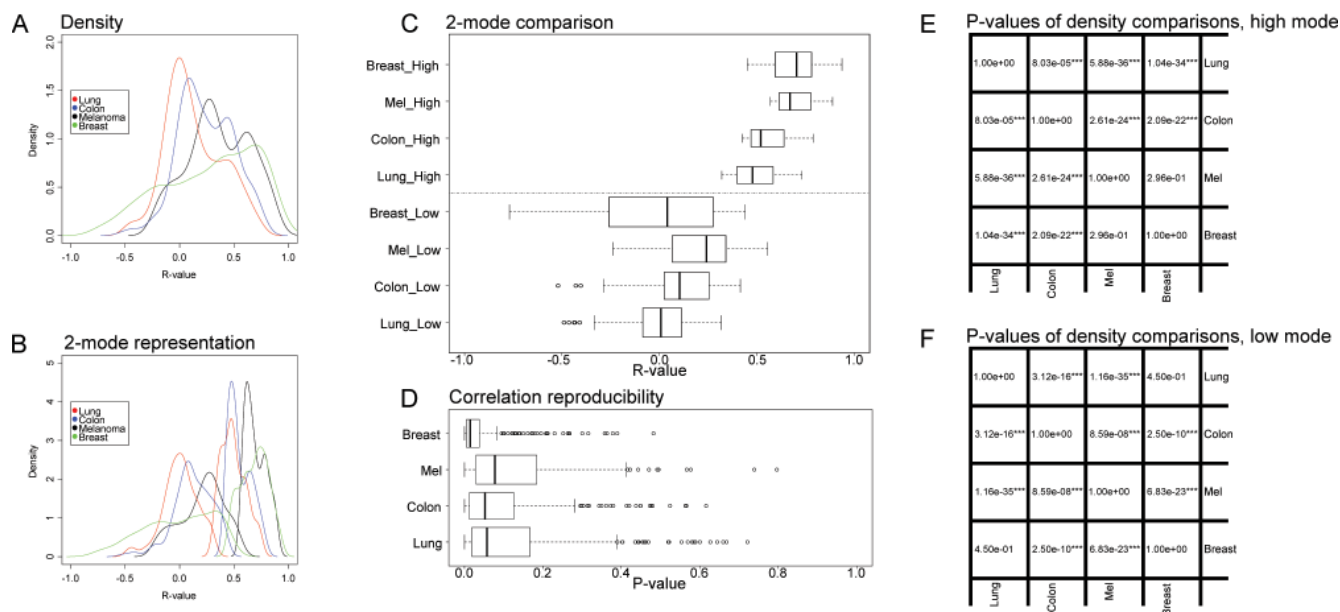 A Density
2.0
1.5
1.0
0.5
0.0
Density
Lung
Colon
Melanoma
Breast
-1.0 -0.5 0.0 0.5 1.0
R-value
B 2-mode representation
5
4
3
2
1
0
Density
Lung
Colon
Melanoma
Breast
-1.0 -0.5 0.0 0.5 1.0
R-value
C 2-mode comparison
Breast_High
Mel_High
Colon_High
Lung_High
Breast_Low
Mel_Low
Colon_Low
Lung_Low
-1.0 -0.5 0.0 0.5 1.0
R-value
D Correlation reproducibility
Breast
Mel
Colon
Lung
0.0 0.2 0.4 0.6 0.8 1.0
P-value
E P-values of density comparisons, high mode
1.00e+00 8.03e-05*** 5.88e-36*** 1.04e-34*** Lung
8.03e-05*** 1.00e+00 2.61e-24*** 2.09e-22*** Colon
5.88e-36*** 2.61e-24*** 1.00e+00 2.96e-01 Mel
1.04e-34*** 2.09e-22*** 2.96e-01 1.00e+00 Breast
Lung Colon Mel Breast
F P-values of density comparisons, low mode
1.00e+00 3.12e-16*** 1.16e-35*** 4.50e-01 Lung
3.12e-16*** 1.00e+00 8.59e-08*** 2.50e-10*** Colon
1.16e-35*** 8.59e-08*** 1.00e+00 6.83e-23*** Mel
4.50e-01 2.50e-10*** 6.83e-23*** 1.00e+00 Breast
Lung Colon Mel Breast